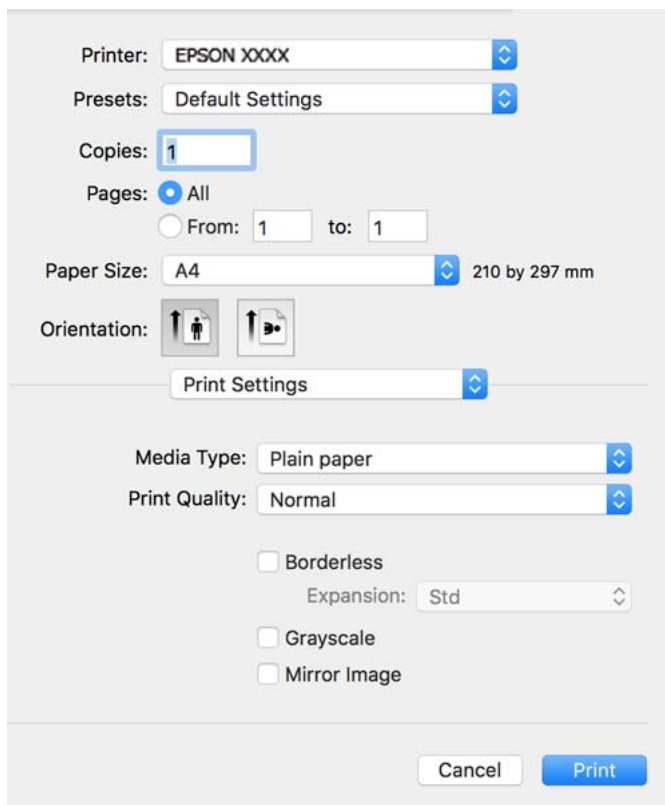 Printer: EPSON XXXX
Presets: Default Settings
Copies: 1
Pages: All
From: 1 to: 1
Paper Size: A4 210 by 297 mm
Orientation:
Print Settings
Media Type: Plain paper
Print Quality: Normal
Borderless
Expansion: Std
Grayscale
Mirror Image
Cancel Print